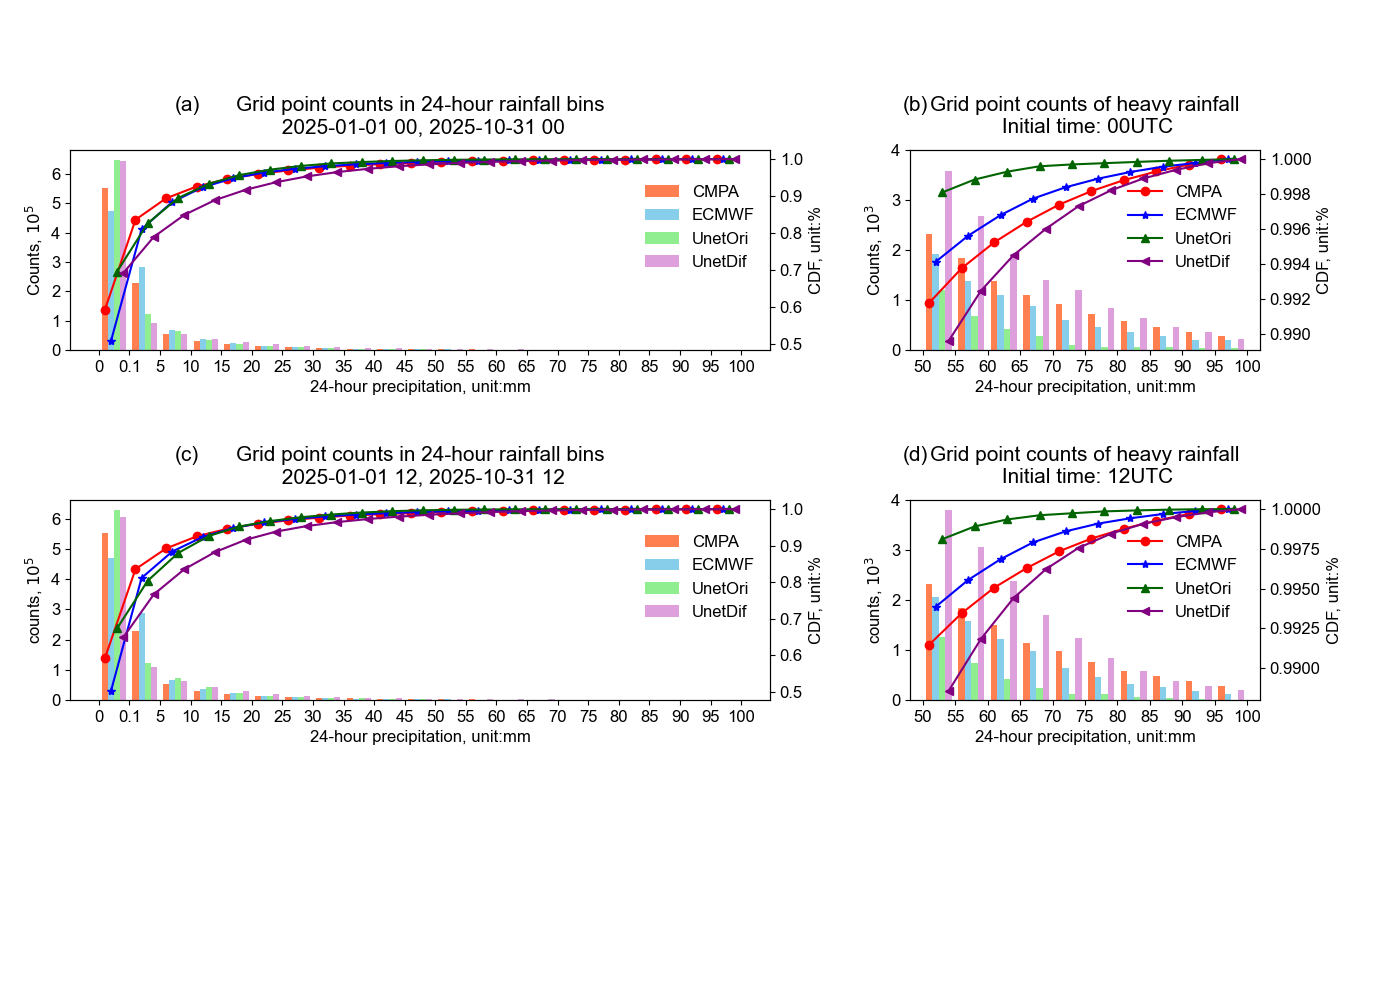 (a) Grid point counts in 24-hour rainfall bins
2025-01-01 00, 2025-10-31 00
Counts, 10^5
6
5
4
3
2
1
0
0 0.1 5 10 15 20 25 30 35 40 45 50 55 60 65 70 75 80 85 90 95 100
24-hour precipitation, unit:mm
1.0
0.9
0.8
0.7
0.6
0.5
CDF, unit:%
CMPA
ECMWF
UnetOri
UnetDif
(b) Grid point counts of heavy rainfall
Initial time: 00UTC
Counts, 10^3
4
3
2
1
0
50 55 60 65 70 75 80 85 90 95 100
24-hour precipitation, unit:mm
1.000
0.998
0.996
0.994
0.992
0.990
CDF, unit:%
CMPA
ECMWF
UnetOri
UnetDif
(c) Grid point counts in 24-hour rainfall bins
2025-01-01 12, 2025-10-31 12
counts, 10^5
6
5
4
3
2
1
0
0 0.1 5 10 15 20 25 30 35 40 45 50 55 60 65 70 75 80 85 90 95 100
24-hour precipitation, unit:mm
1.0
0.9
0.8
0.7
0.6
0.5
CDF, unit:%
CMPA
ECMWF
UnetOri
UnetDif
(d) Grid point counts of heavy rainfall
Initial time: 12UTC
counts, 10^3
4
3
2
1
0
50 55 60 65 70 75 80 85 90 95 100
24-hour precipitation, unit:mm
1.0000
0.9975
0.9950
0.9925
0.9900
CDF, unit:%
CMPA
ECMWF
UnetOri
UnetDif